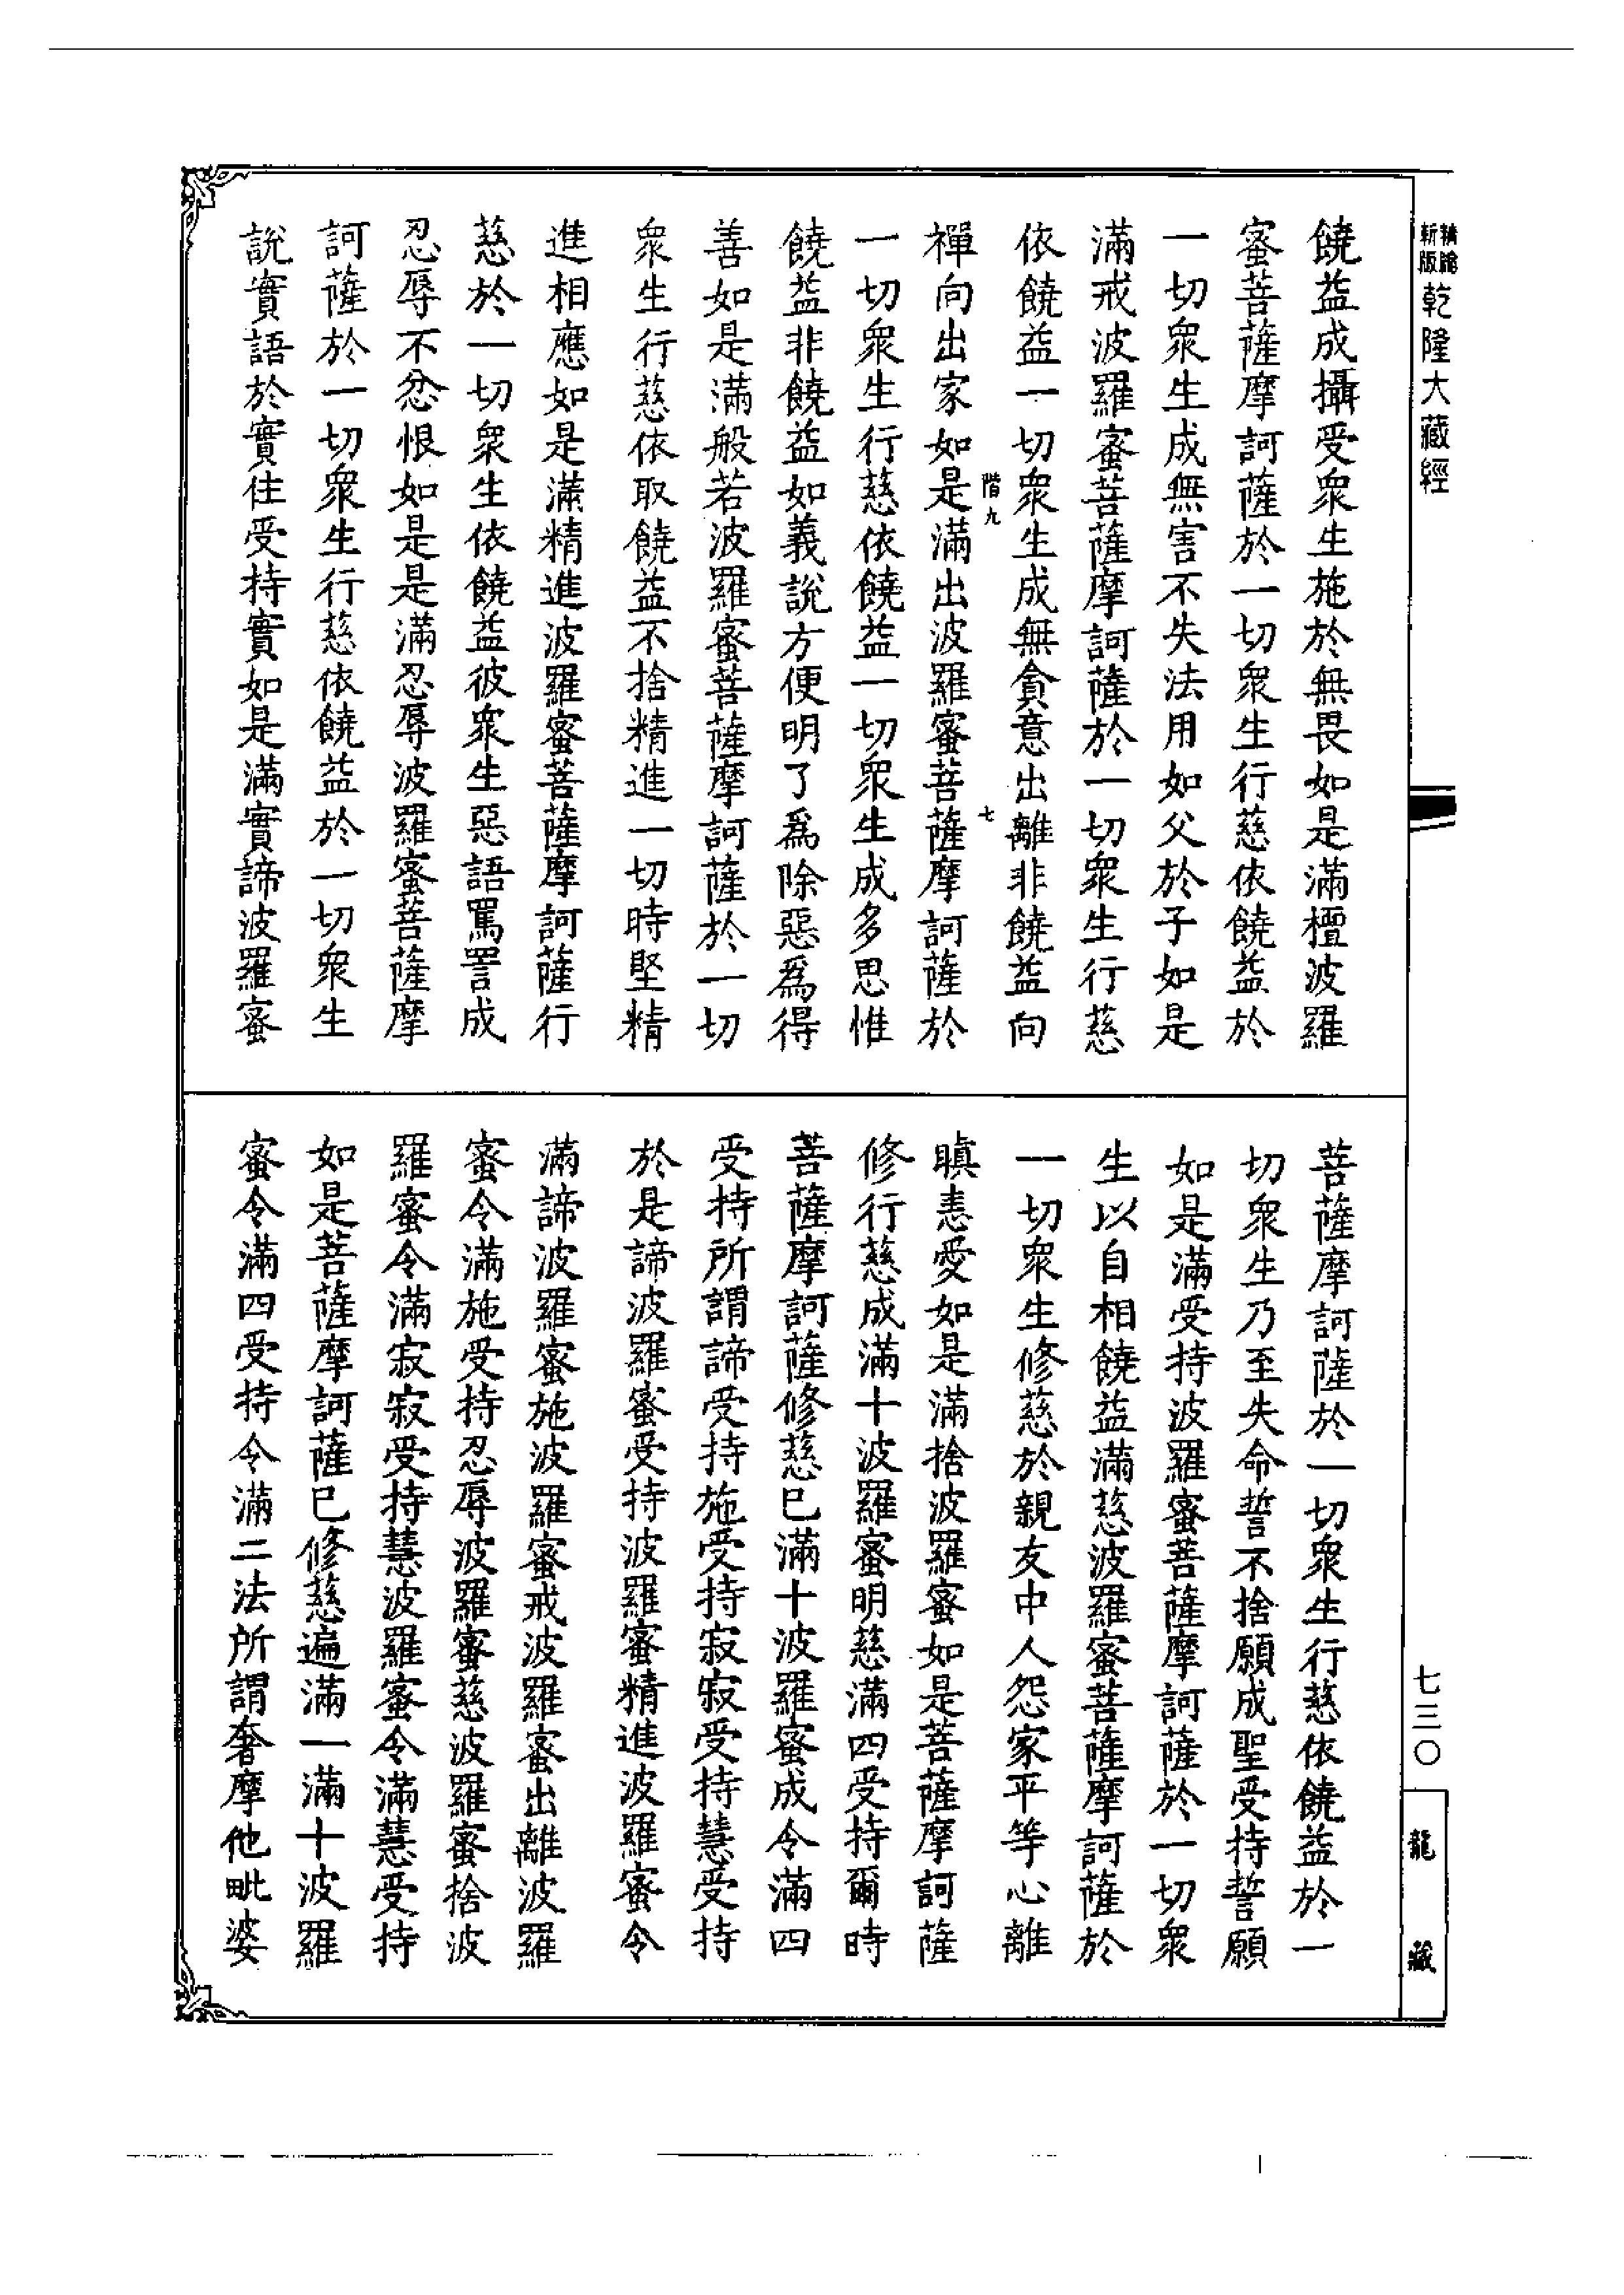 新版
乾隆大藏經
饒益成攝受衆生施於無畏如是滿檀波羅
蜜菩薩摩訶薩於一切衆生行慈依饒益於
一切衆生成無害不失法用如父於子如是
滿戒波羅蜜菩薩摩訶薩於一切衆生行慈
依饒益一切衆生成無貪意出離非饒益向
階九
七
禪向出家如是滿出波羅蜜菩薩摩訶薩於
一切衆生行慈依饒益一切衆生成多思惟
饒益非饒益如義說方便明了爲除惡爲得
善如是滿般若波羅蜜菩薩摩訶薩於一切
衆生行慈依取饒益不捨精進一切時堅精
進相應如是滿精進波羅蜜菩薩摩訶薩行
慈於一切衆生依饒益彼衆生惡語罵詈成
忍辱不忿恨如是是滿忍辱波羅蜜菩薩摩
訶薩於一切衆生行慈依饒益於一切衆生
說實語於實住受持實如是滿實諦波羅蜜
菩薩摩訶薩於一切衆生行慈依饒益於一
切衆生乃至失命誓不捨願成聖受持誓願
如是滿受持波羅蜜菩薩摩訶薩於一切衆
生以自相饒益滿慈波羅蜜菩薩摩訶薩於
一切衆生修慈於親友中人怨家平等心離
瞋恚愛如是滿捨波羅蜜如是菩薩摩訶薩
修行慈成滿十波羅蜜明慈滿四受持爾時
菩薩摩訶薩修慈已滿十波羅蜜成令滿四
受持所謂諦受持施受持寂寂受持慧受持
於是諦波羅蜜受持波羅蜜精進波羅蜜令
滿諦波羅蜜施波羅蜜戒波羅蜜出離波羅
蜜令滿施受持忍辱波羅蜜慈波羅蜜捨波
羅蜜令滿寂寂受持慧波羅蜜令滿慧受持
如是菩薩摩訶薩已修慈遍滿一滿十波羅
蜜令滿四受持令滿二法所謂奢摩他毗婆
七三〇
龍藏